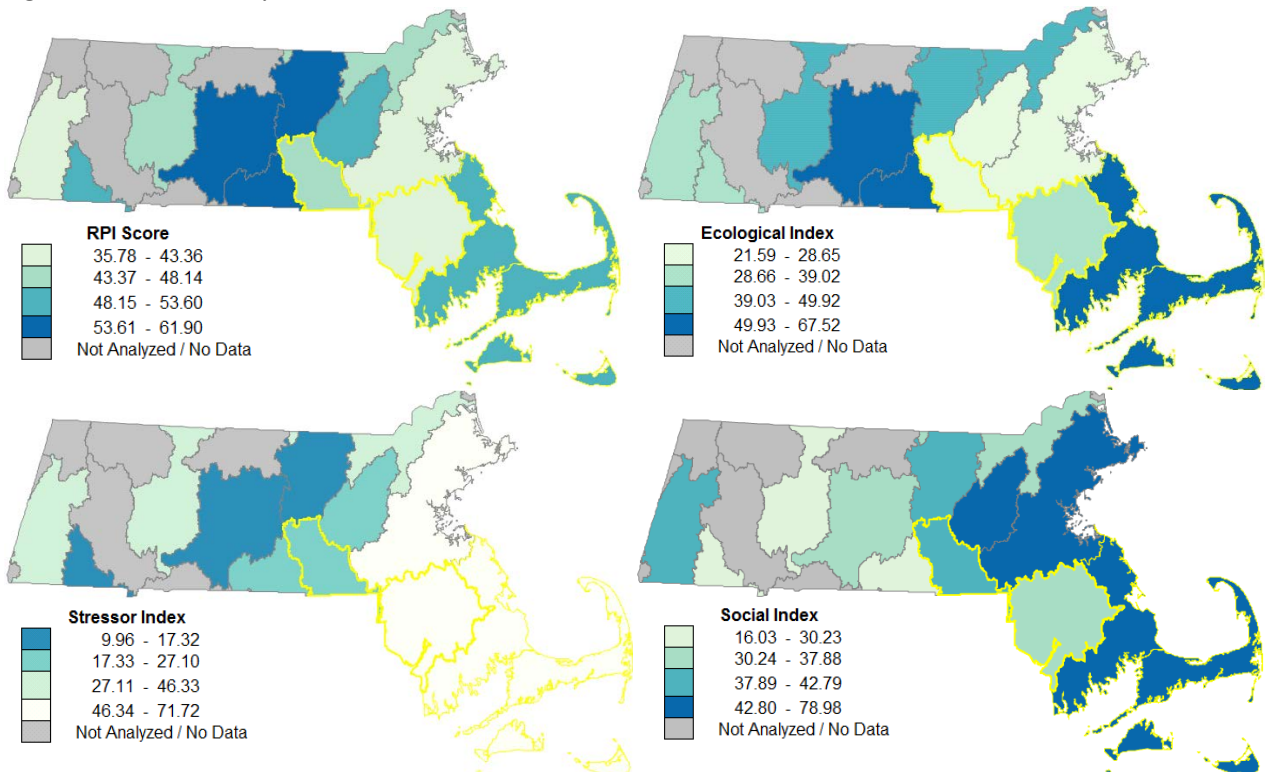 RPI Score
35.78 - 43.36
43.37 - 48.14
48.15 - 53.60
53.61 - 61.90
Not Analyzed / No Data
Ecological Index
21.59 - 28.65
28.66 - 39.02
39.03 - 49.92
49.93 - 67.52
Not Analyzed / No Data
Stressor Index
9.96 - 17.32
17.33 - 27.10
27.11 - 46.33
46.34 - 71.72
Not Analyzed / No Data
Social Index
16.03 - 30.23
30.24 - 37.88
37.89 - 42.79
42.80 - 78.98
Not Analyzed / No Data